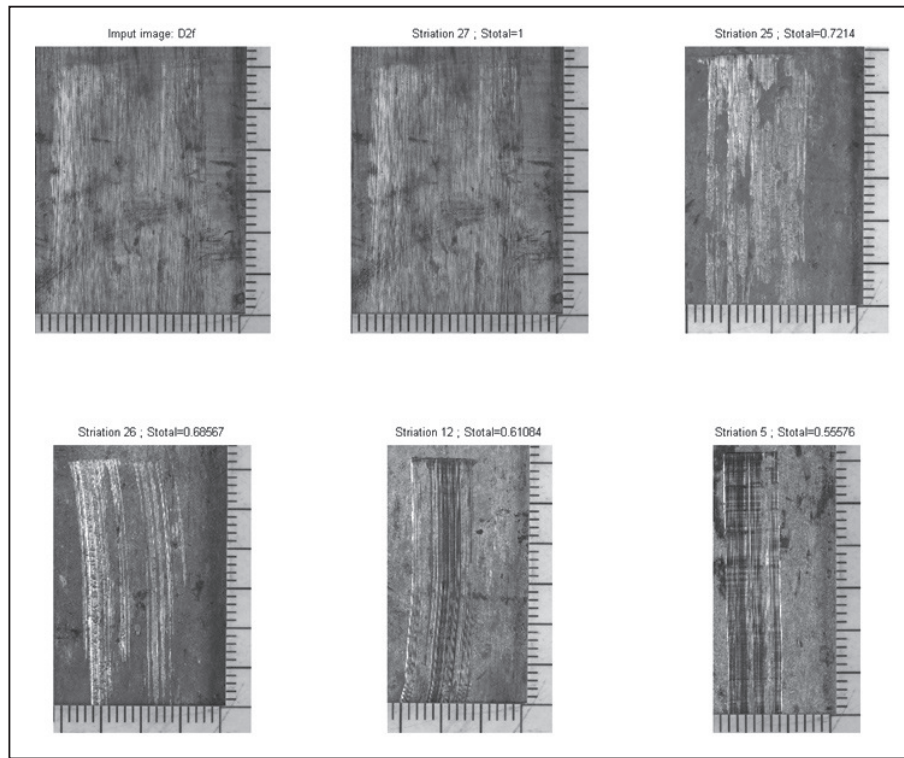 Imput image: D2f
Striation 27 ; Stotal=1
Striation 25 ; Stotal=0.7214
Striation 26 ; Stotal=0.68567
Striation 12 ; Stotal=0.61084
Striation 5 ; Stotal=0.55576